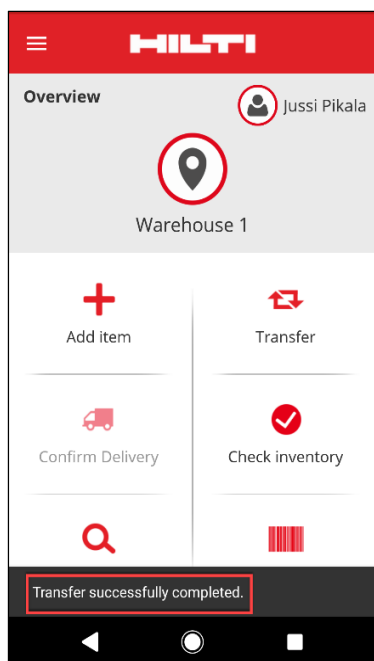 HILTI
Overview
Jussi Pikala
Warehouse 1
Add item
Transfer
Confirm Delivery
Check inventory
Transfer successfully completed.